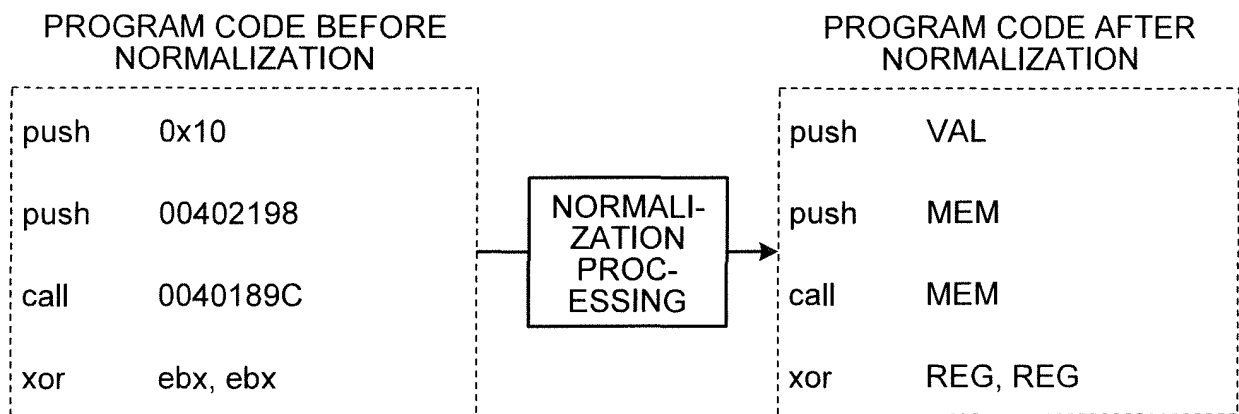 PROGRAM CODE BEFORE
NORMALIZATION
push 0x10
push 00402198
call 0040189C
xor ebx, ebx
NORMALI-
ZATION
PROC-
ESSING
PROGRAM CODE AFTER
NORMALIZATION
push VAL
push MEM
call MEM
xor REG, REG